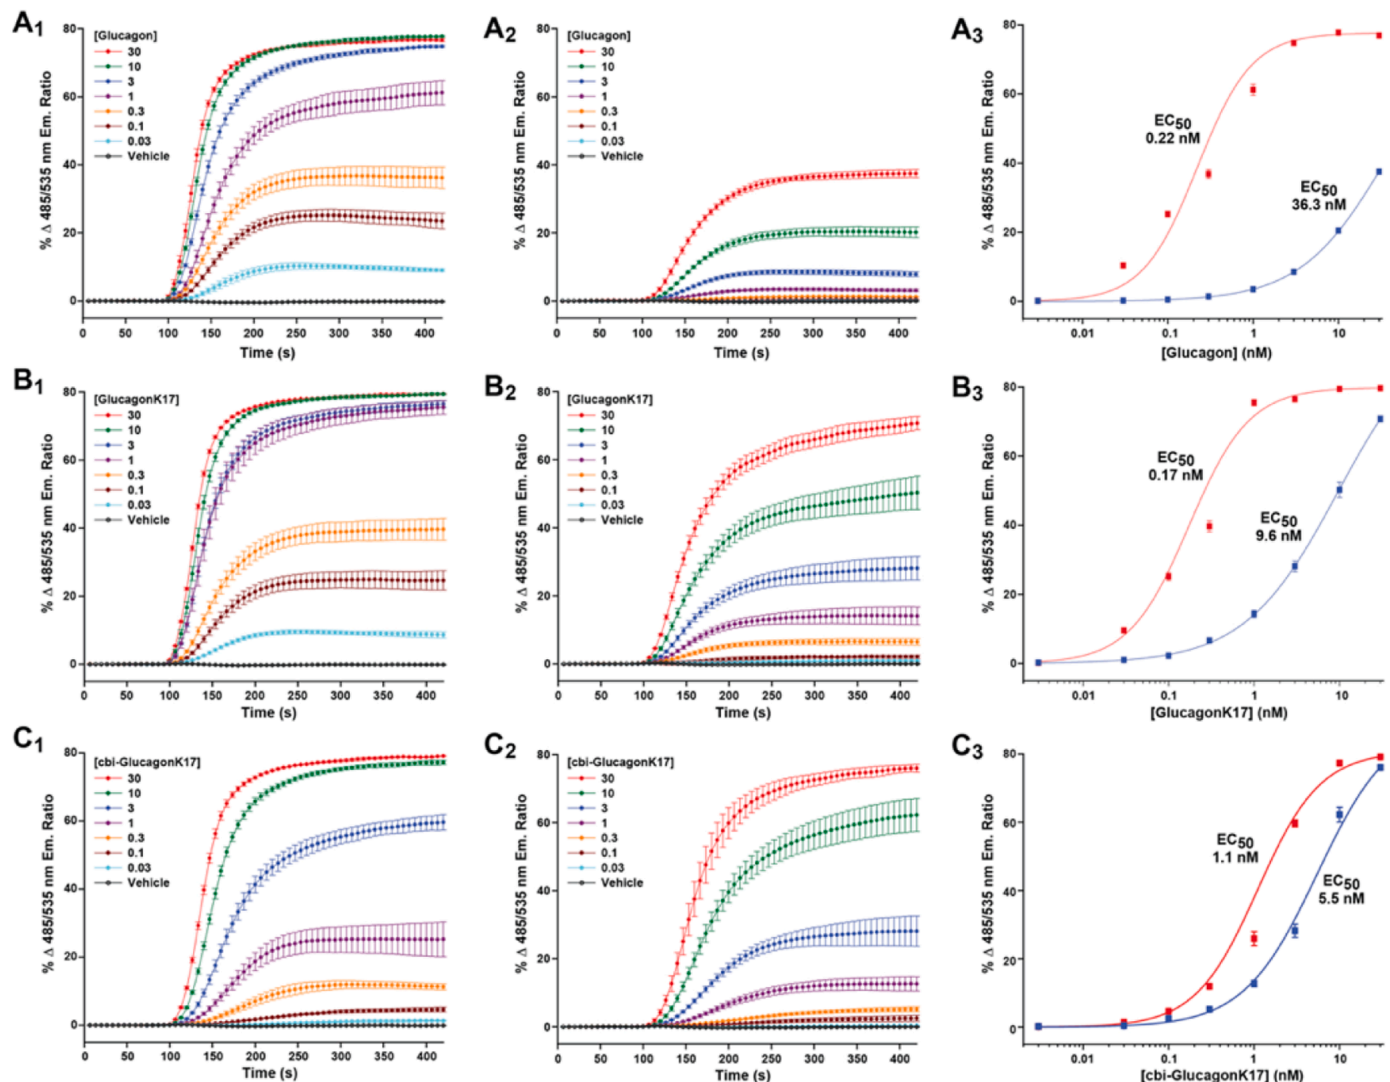 A1
% Δ 485/535 nm Em. Ratio
80
60
40
20
0
[Glucagon]
30
10
3
1
0.3
0.1
0.03
Vehicle
0 50 100 150 200 250 300 350 400
Time (s)
A2
% Δ 485/535 nm Em. Ratio
80
60
40
20
0
[Glucagon]
30
10
3
1
0.3
0.1
0.03
Vehicle
0 50 100 150 200 250 300 350 400
Time (s)
A3
% Δ 485/535 nm Em. Ratio
80
60
40
20
0
EC50
0.22 nM
EC50
36.3 nM
0.01 0.1 1 10
[Glucagon] (nM)
B1
% Δ 485/535 nm Em. Ratio
80
60
40
20
0
[GlucagonK17]
30
10
3
1
0.3
0.1
0.03
Vehicle
0 50 100 150 200 250 300 350 400
Time (s)
B2
% Δ 485/535 nm Em. Ratio
80
60
40
20
0
[GlucagonK17]
30
10
3
1
0.3
0.1
0.03
Vehicle
0 50 100 150 200 250 300 350 400
Time (s)
B3
% Δ 485/535 nm Em. Ratio
80
60
40
20
0
EC50
0.17 nM
EC50
9.6 nM
0.01 0.1 1 10
[GlucagonK17] (nM)
C1
% Δ 485/535 nm Em. Ratio
80
60
40
20
0
[cbi-GlucagonK17]
30
10
3
1
0.3
0.1
0.03
Vehicle
0 50 100 150 200 250 300 350 400
Time (s)
C2
% Δ 485/535 nm Em. Ratio
80
60
40
20
0
[cbi-GlucagonK17]
30
10
3
1
0.3
0.1
0.03
Vehicle
0 50 100 150 200 250 300 350 400
Time (s)
C3
% Δ 485/535 nm Em. Ratio
80
60
40
20
0
EC50
1.1 nM
EC50
5.5 nM
0.01 0.1 1 10
[cbi-GlucagonK17] (nM)